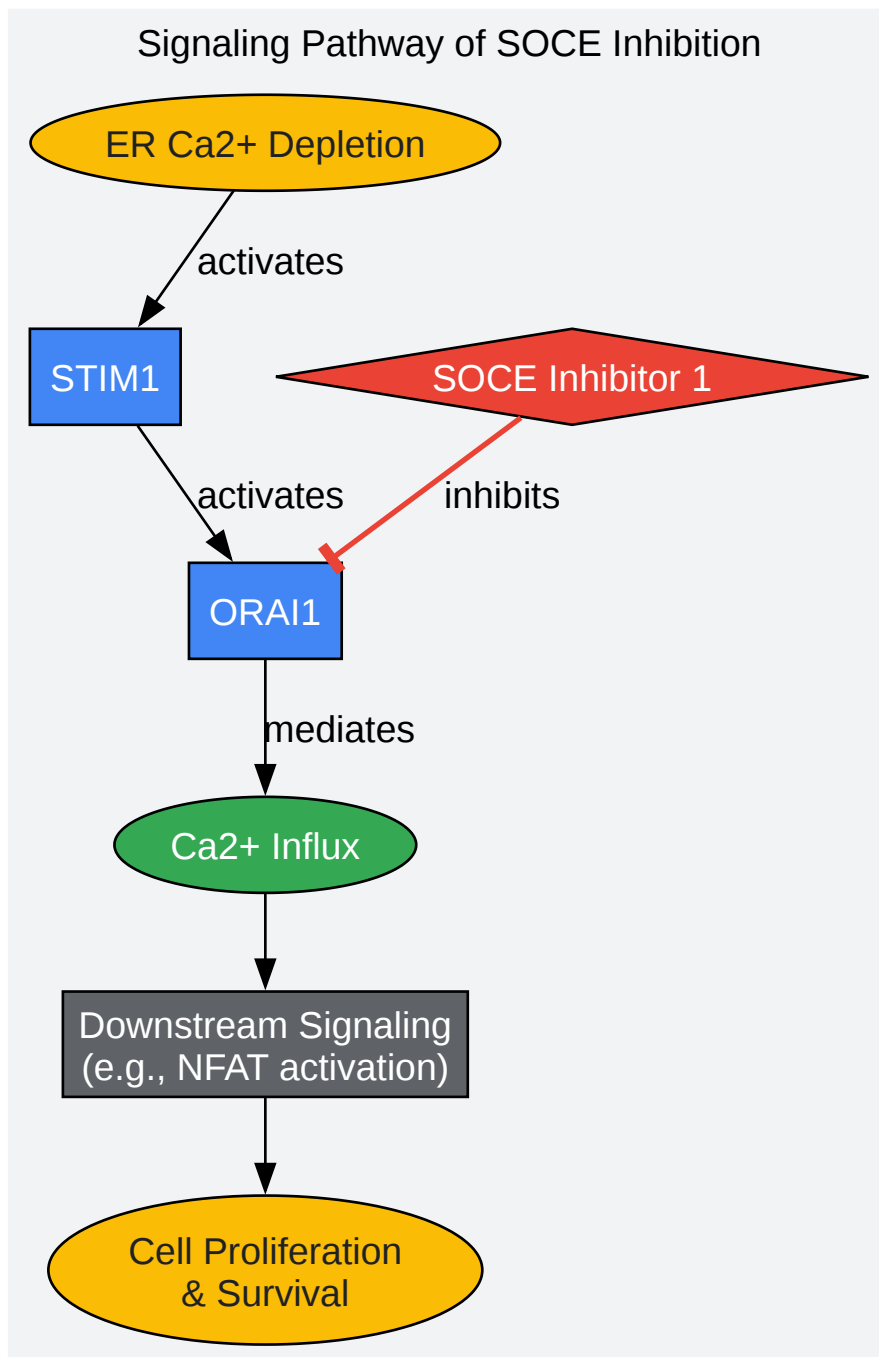 Signaling Pathway of SOCE Inhibition
ER Ca2+ Depletion
activates
STIM1
SOCE Inhibitor 1
activates
inhibits
ORAI1
mediates
Ca2+ Influx
Downstream Signaling
(e.g., NFAT activation)
Cell Proliferation
& Survival